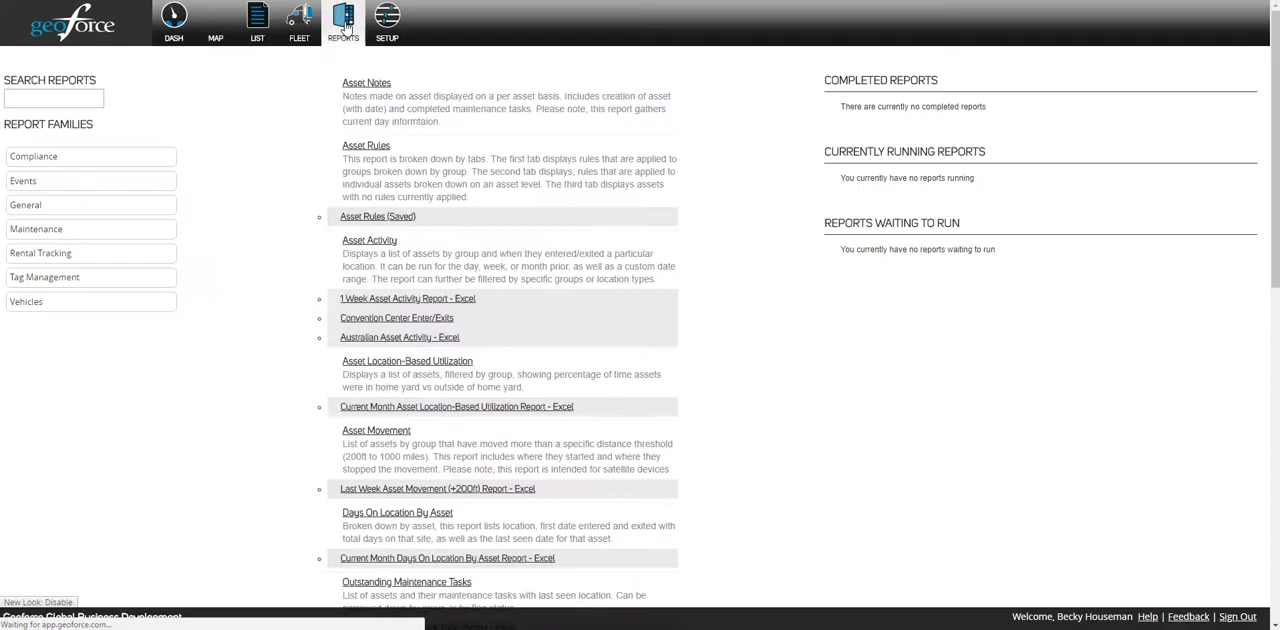 geoforce
DASH
MAP
LIST
FLEET
REPORTS
SETUP
SEARCH REPORTS
REPORT FAMILIES
Compliance
Events
General
Maintenance
Rental Tracking
Tag Management
Vehicles
Asset Notes
Notes made on asset displayed on a per asset basis. Includes creation of asset
(with date) and completed maintenance tasks. Please note, this report gathers
current day informtaion.
Asset Rules
This report is broken down by tabs. The first tab displays rules that are applied to
groups broken down by group. The second tab displays, rules that are applied to
individual assets broken down on an asset level. The third tab displays assets
with no rules currently applied.
Asset Rules (Saved)
Asset Activity
Displays a list of assets by group and when they entered/exited a particular
location. It can be run for the day, week, or month prior, as well as a custom date
range. The report can further be filtered by specific groups or location types.
1 Week Asset Activity Report - Excel
Convention Center Enter/Exits
Australian Asset Activity - Excel
Asset Location-Based Utilization
Displays a list of assets, filtered by group, showing percentage of time assets
were in home yard vs outside of home yard.
Current Month Asset Location-Based Utilization Report - Excel
Asset Movement
List of assets by group that have moved more than a specific distance threshold
(200ft to 1000 miles). This report includes where they started and where they
stopped the movement. Please note, this report is intended for satellite devices.
Last Week Asset Movement (+200ft) Report - Excel
Days On Location By Asset
Broken down by asset, this report lists location, first date entered and exited with
total days on that site, as well as the last seen date for that asset.
Current Month Days On Location By Asset Report - Excel
Outstanding Maintenance Tasks
List of assets and their maintenance tasks with last seen location. Can be
COMPLETED REPORTS
There are currently no completed reports
CURRENTLY RUNNING REPORTS
You currently have no reports running
REPORTS WAITING TO RUN
You currently have no reports waiting to run
New Look: Disable
Geoforce Global Business Development
Waiting for app.geoforce.com...
Welcome, Becky Houseman Help | Feedback | Sign Out